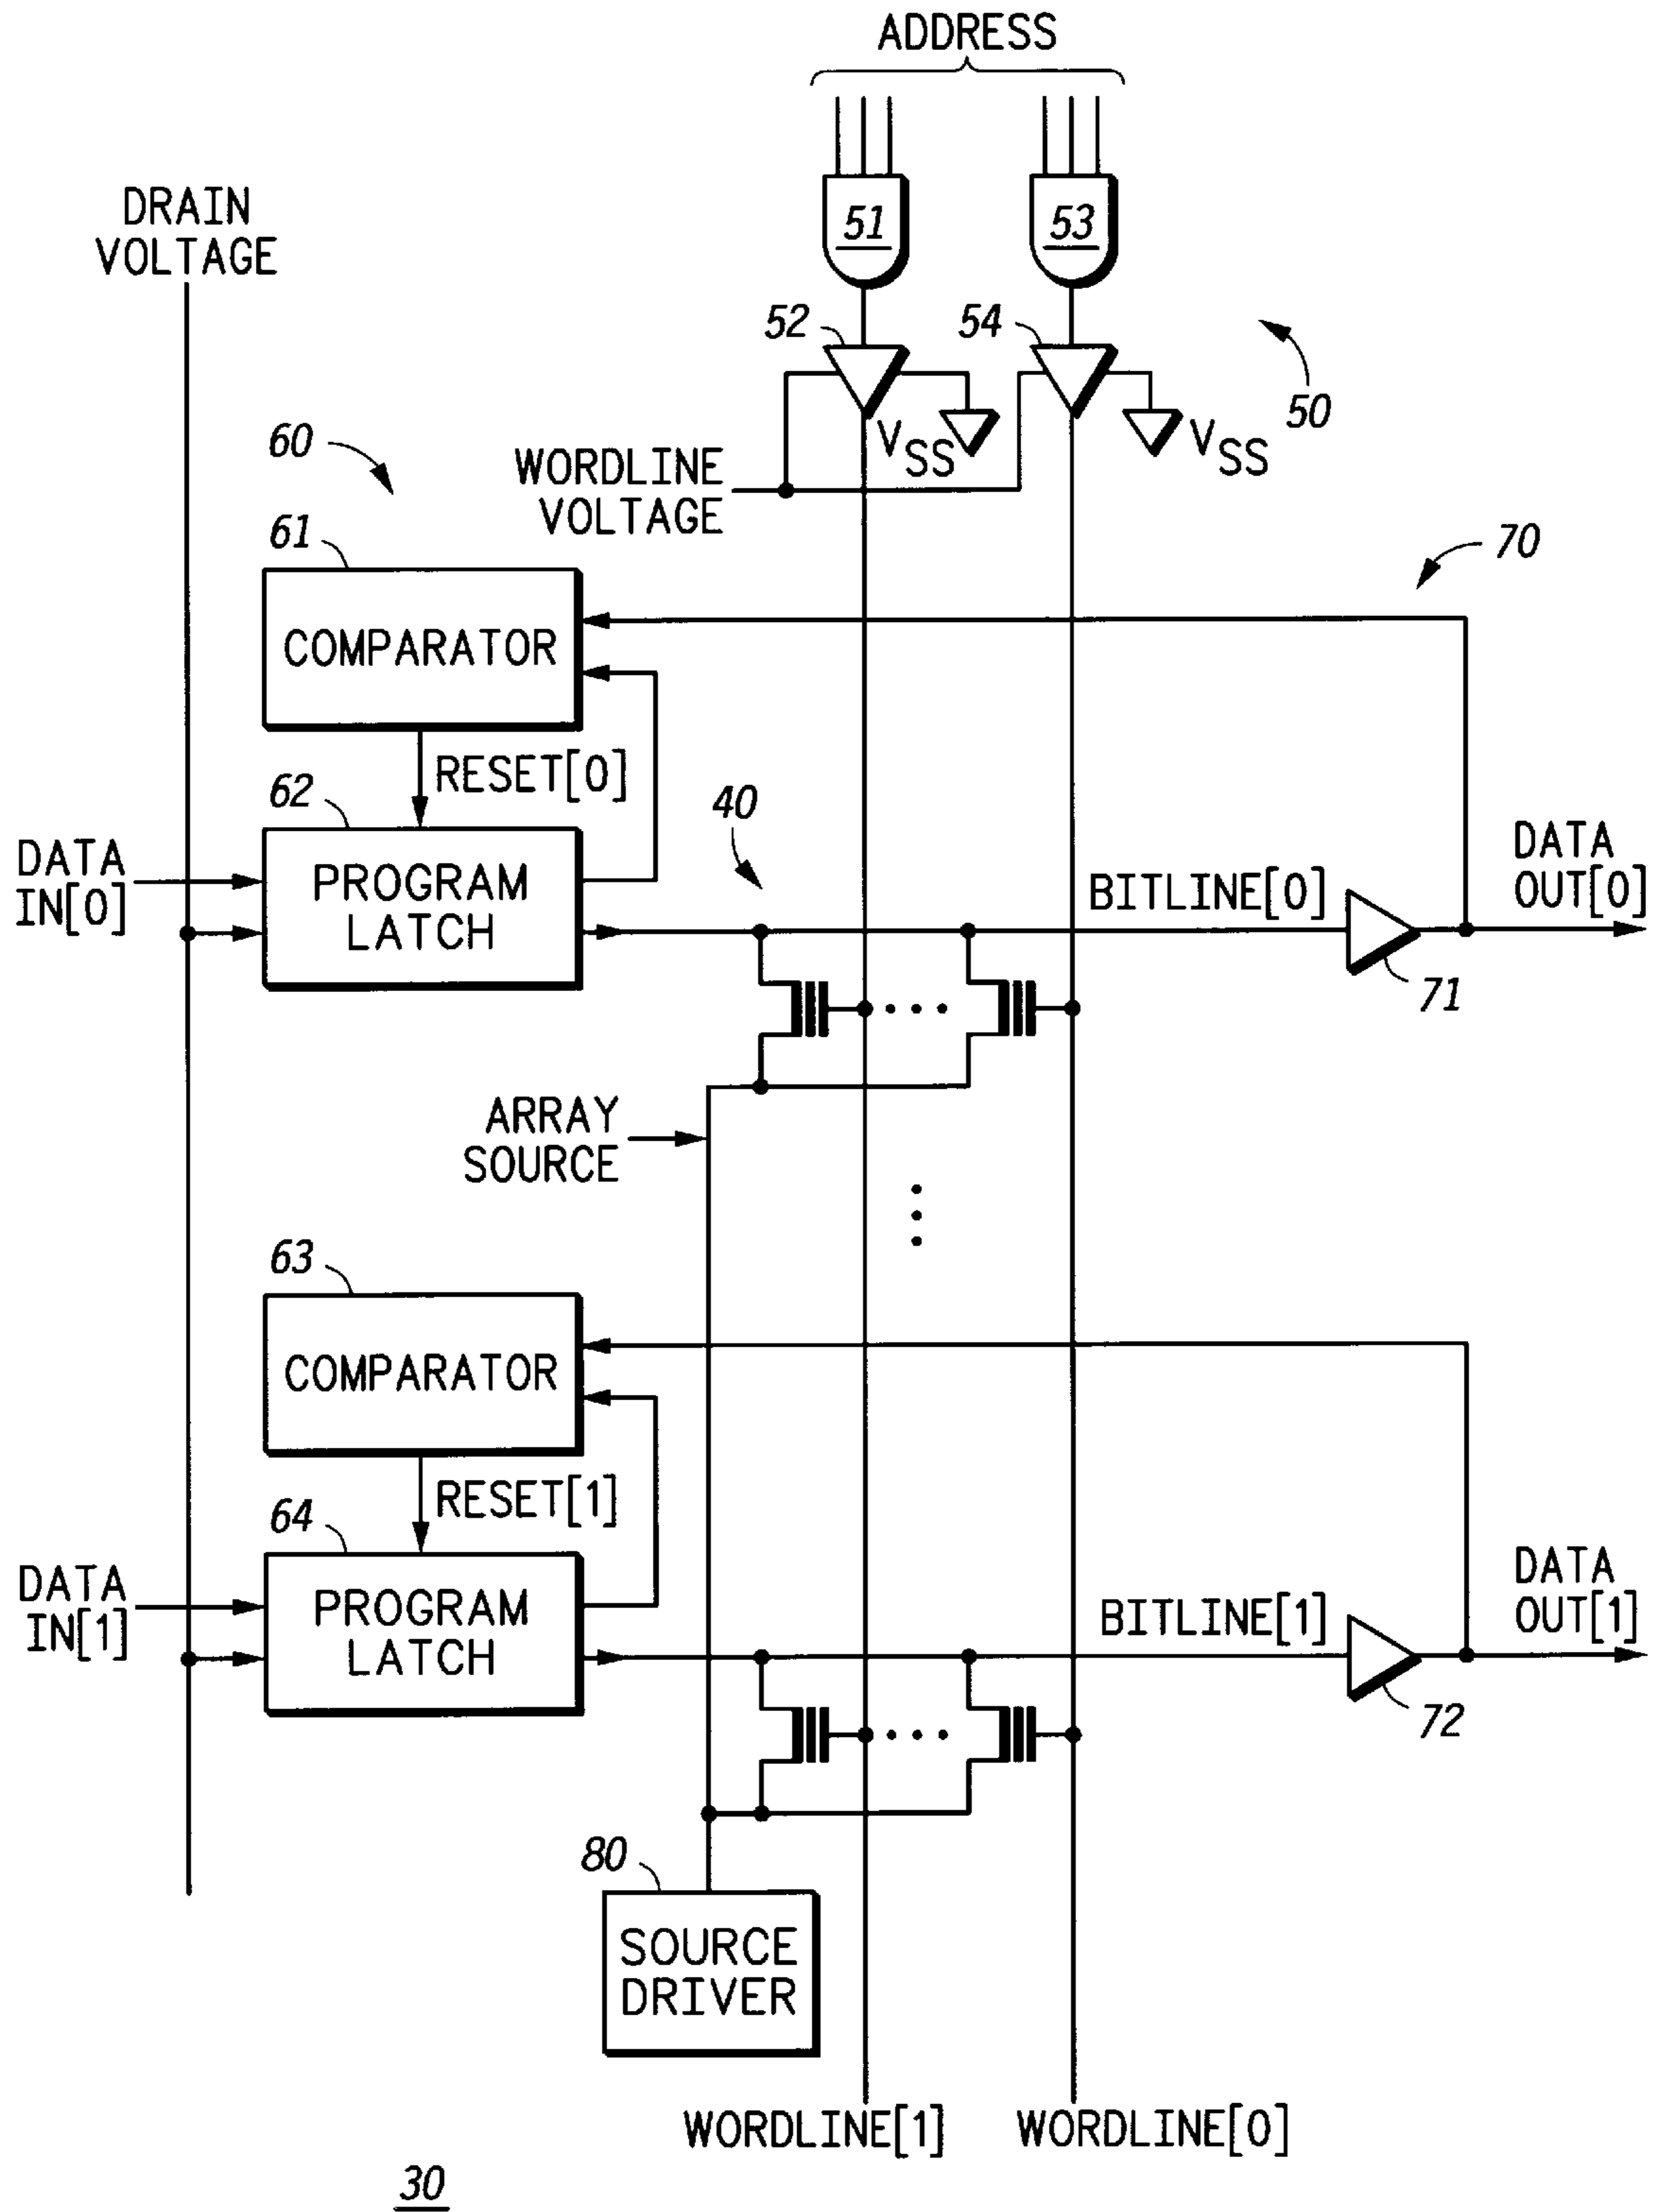 ADDRESS
DRAIN
VOLTAGE
51
53
52
54
50
VSS
VSS
60
WORDLINE
VOLTAGE
61
70
COMPARATOR
RESET[0]
62
40
DATA
IN[0]
PROGRAM
LATCH
BITLINE[0]
DATA
OUT[0]
71
ARRAY
SOURCE
63
COMPARATOR
RESET[1]
64
DATA
IN[1]
PROGRAM
LATCH
BITLINE[1]
DATA
OUT[1]
72
80
SOURCE
DRIVER
WORDLINE[1]
WORDLINE[0]
30